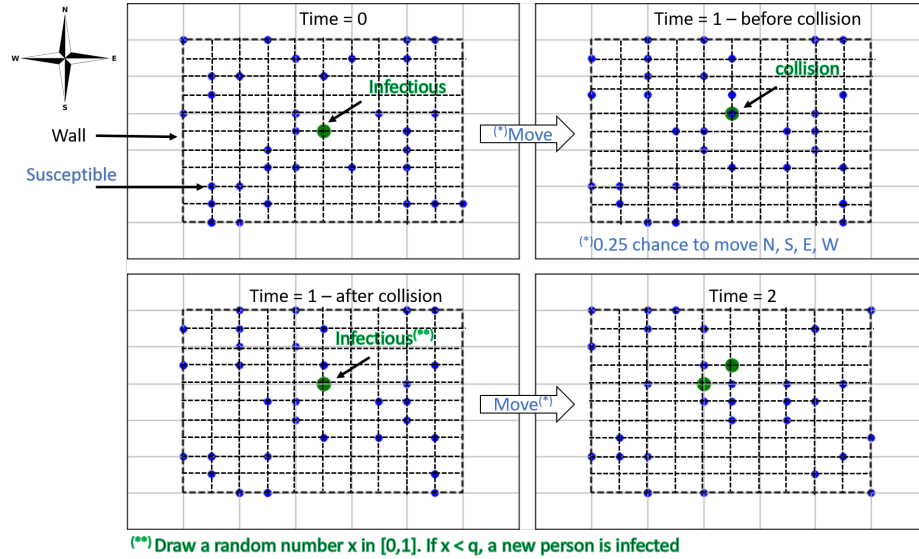 N
W E
S
Time = 0
Time = 1 – before collision
Infectious
collision
Wall
(*)Move
Susceptible
(*)0.25 chance to move N, S, E, W
Time = 1 – after collision
Time = 2
Infectious(**)
Move(*)
(**) Draw a random number x in [0,1]. If x < q, a new person is infected